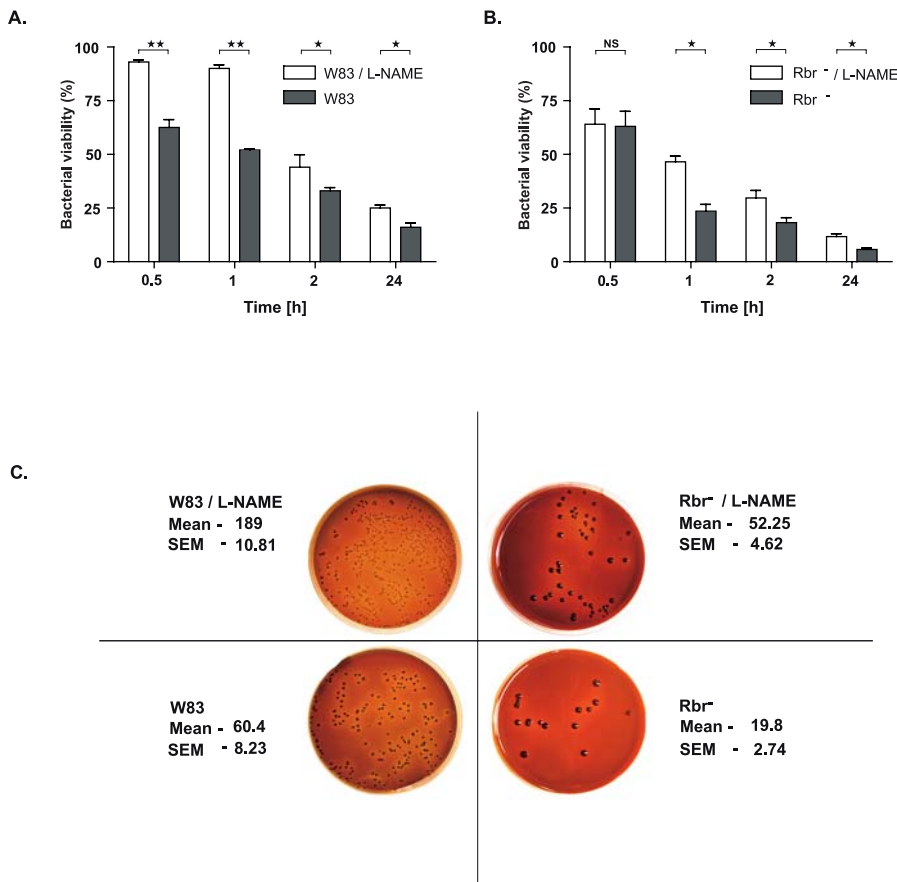 A.
★★ ★★ ★ ★
100
75
50
25
0
Bacterial viability (%)
W83 / L-NAME
W83
0.5 1 2 24
Time [h]
B.
NS ★ ★ ★
100
75
50
25
0
Bacterial viability (%)
Rbr⁻ / L-NAME
Rbr⁻
0.5 1 2 24
Time [h]
C.
W83 / L-NAME
Mean - 189
SEM - 10.81
Rbr⁻ / L-NAME
Mean - 52.25
SEM - 4.62
W83
Mean - 60.4
SEM - 8.23
Rbr⁻
Mean - 19.8
SEM - 2.74